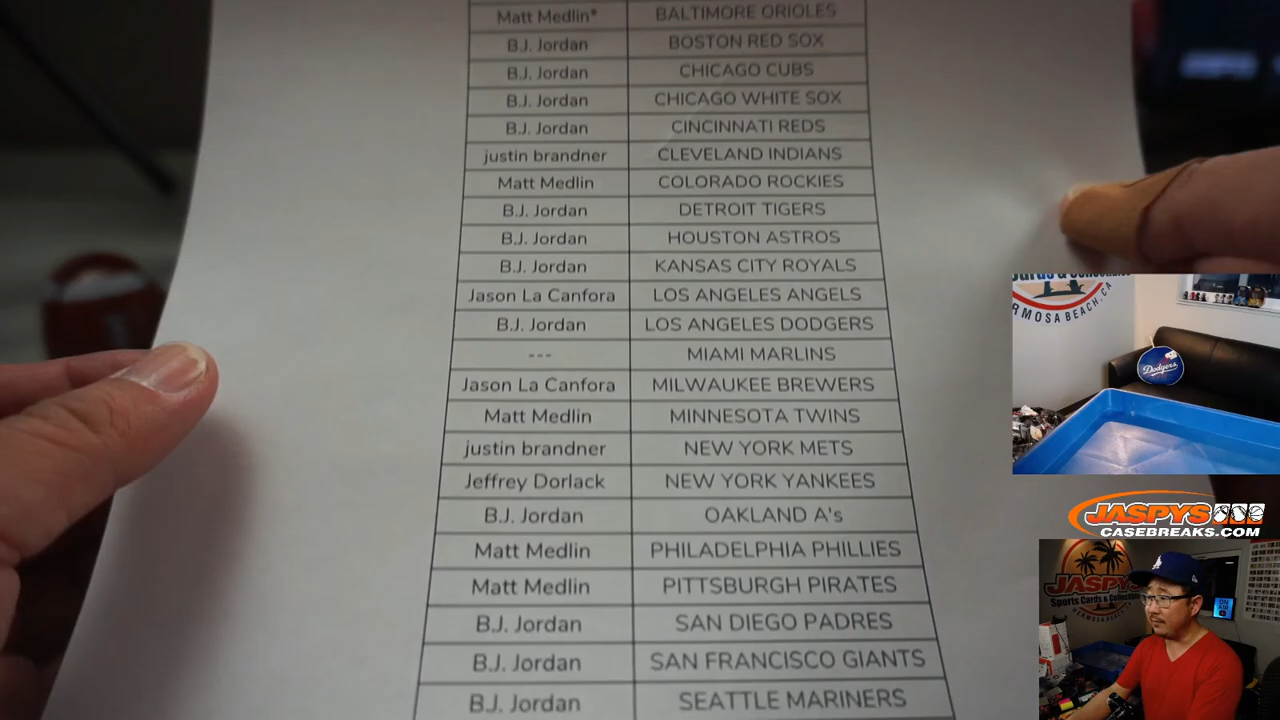 Matt Medlin* BALTIMORE ORIOLES
B.J. Jordan BOSTON RED SOX
B.J. Jordan CHICAGO CUBS
B.J. Jordan CHICAGO WHITE SOX
B.J. Jordan CINCINNATI REDS
justin brandner CLEVELAND INDIANS
Matt Medlin COLORADO ROCKIES
B.J. Jordan DETROIT TIGERS
B.J. Jordan HOUSTON ASTROS
B.J. Jordan KANSAS CITY ROYALS
Jason La Canfora LOS ANGELES ANGELS
B.J. Jordan LOS ANGELES DODGERS
--- MIAMI MARLINS
Jason La Canfora MILWAUKEE BREWERS
Matt Medlin MINNESOTA TWINS
justin brandner NEW YORK METS
Jeffrey Dorlack NEW YORK YANKEES
B.J. Jordan OAKLAND A's
Matt Medlin PHILADELPHIA PHILLIES
Matt Medlin PITTSBURGH PIRATES
B.J. Jordan SAN DIEGO PADRES
B.J. Jordan SAN FRANCISCO GIANTS
B.J. Jordan SEATTLE MARINERS
ERMOSA BEACH, CA
Dodgers
JASPYS
CASEBREAKS.COM
JASPYS
Sports Cards & Collectibles
ON AIR